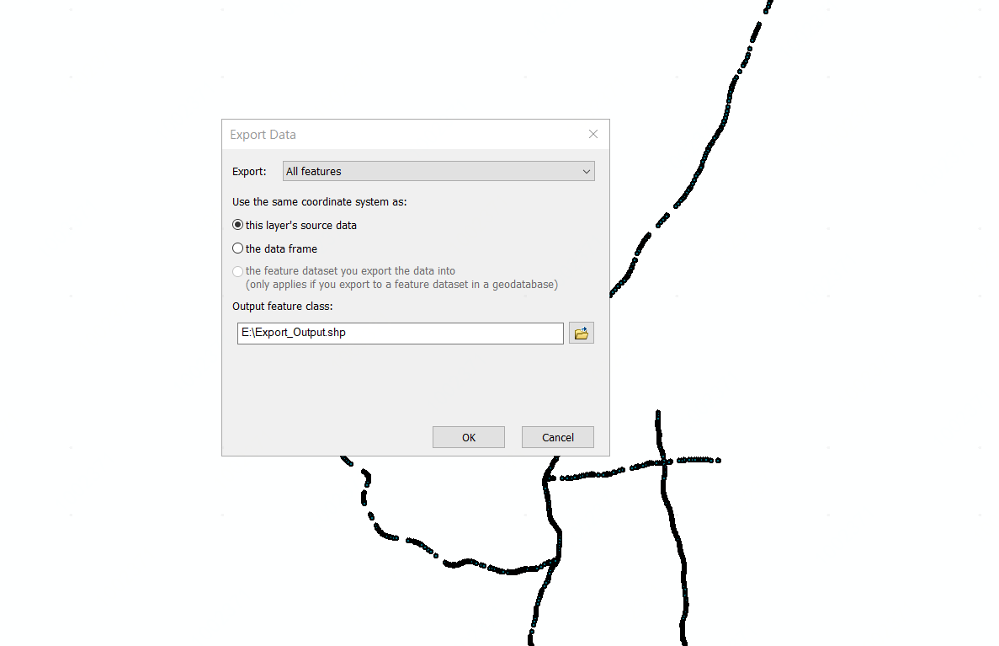 Export Data
Export:
All features
Use the same coordinate system as:
this layer's source data
the data frame
the feature dataset you export the data into
(only applies if you export to a feature dataset in a geodatabase)
Output feature class:
E:\Export_Output.shp
OK
Cancel